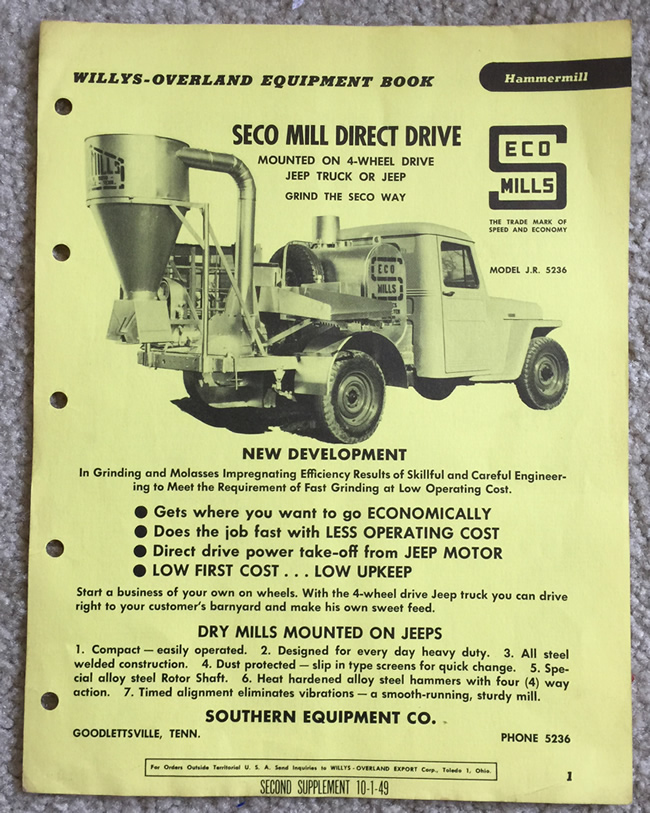 WILLYS-OVERLAND EQUIPMENT BOOK
Hammermill
SECO MILL DIRECT DRIVE
MOUNTED ON 4-WHEEL DRIVE
JEEP TRUCK OR JEEP
GRIND THE SECO WAY
SECO
MILLS
THE TRADE MARK OF
SPEED AND ECONOMY
MODEL J.R. 5236
MILLS
ECO
MILLS
NEW DEVELOPMENT
In Grinding and Molasses Impregnating Efficiency Results of Skillful and Careful Engineer-
ing to Meet the Requirement of Fast Grinding at Low Operating Cost.
● Gets where you want to go ECONOMICALLY
● Does the job fast with LESS OPERATING COST
● Direct drive power take-off from JEEP MOTOR
● LOW FIRST COST . . . LOW UPKEEP
Start a business of your own on wheels. With the 4-wheel drive Jeep truck you can drive
right to your customer's barnyard and make his own sweet feed.
DRY MILLS MOUNTED ON JEEPS
1. Compact — easily operated. 2. Designed for every day heavy duty. 3. All steel
welded construction. 4. Dust protected — slip in type screens for quick change. 5. Spe-
cial alloy steel Rotor Shaft. 6. Heat hardened alloy steel hammers with four (4) way
action. 7. Timed alignment eliminates vibrations — a smooth-running, sturdy mill.
SOUTHERN EQUIPMENT CO.
GOODLETTSVILLE, TENN.
PHONE 5236
For Orders Outside Territorial U. S. A. Send Inquiries to WILLYS-OVERLAND EXPORT Corp., Toledo 1, Ohio.
1
SECOND SUPPLEMENT 10-1-49